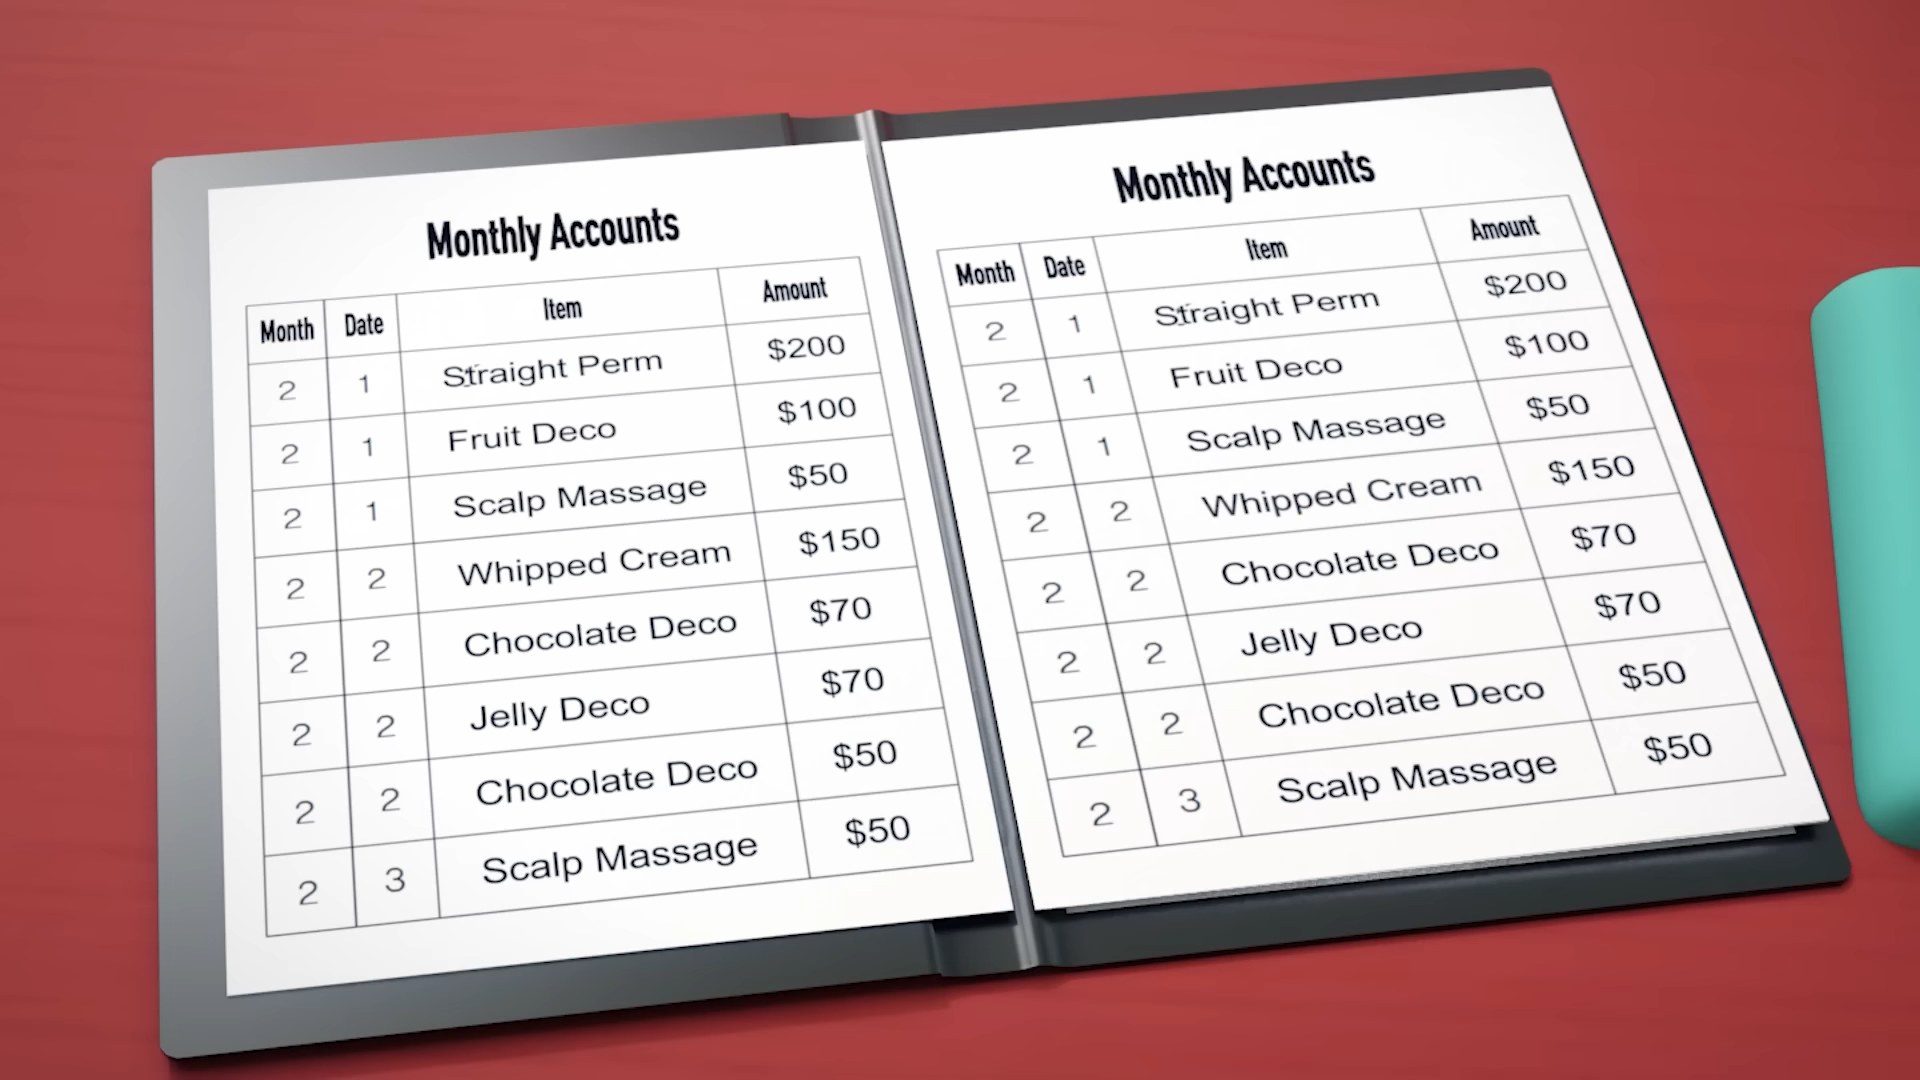 Monthly Accounts
Month Date Item Amount
2 1 Straight Perm $200
2 1 Fruit Deco $100
2 1 Scalp Massage $50
2 2 Whipped Cream $150
2 2 Chocolate Deco $70
2 2 Jelly Deco $70
2 2 Chocolate Deco $50
2 3 Scalp Massage $50
Monthly Accounts
Month Date Item Amount
2 1 Straight Perm $200
2 1 Fruit Deco $100
2 1 Scalp Massage $50
2 2 Whipped Cream $150
2 2 Chocolate Deco $70
2 2 Jelly Deco $70
2 2 Chocolate Deco $50
2 3 Scalp Massage $50